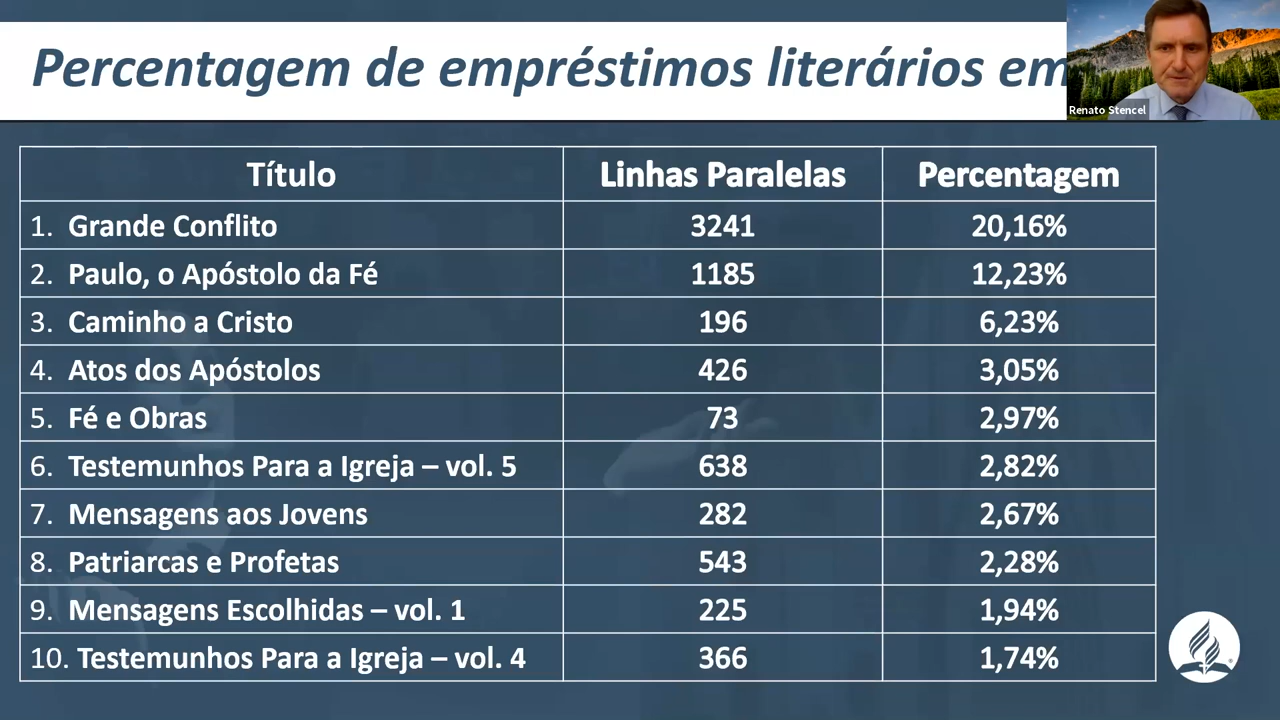 Percentagem de empréstimos literários em
Renato Stencel
Título Linhas Paralelas Percentagem
1. Grande Conflito 3241 20,16%
2. Paulo, o Apóstolo da Fé 1185 12,23%
3. Caminho a Cristo 196 6,23%
4. Atos dos Apóstolos 426 3,05%
5. Fé e Obras 73 2,97%
6. Testemunhos Para a Igreja – vol. 5 638 2,82%
7. Mensagens aos Jovens 282 2,67%
8. Patriarcas e Profetas 543 2,28%
9. Mensagens Escolhidas – vol. 1 225 1,94%
10. Testemunhos Para a Igreja – vol. 4 366 1,74%